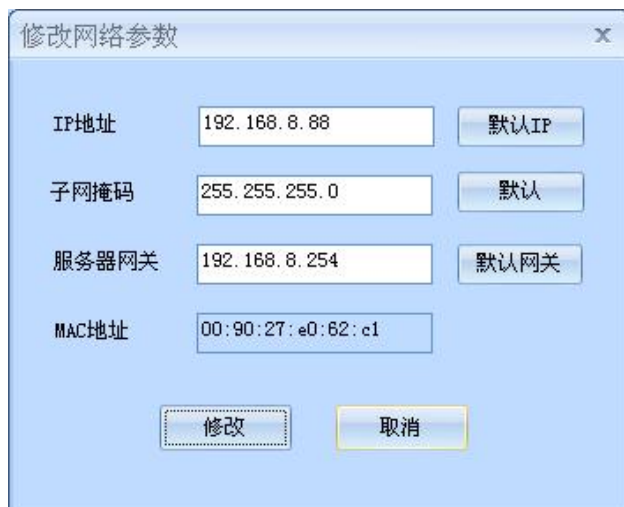 修改网络参数
IP地址 192.168.8.88 默认IP
子网掩码 255.255.255.0 默认
服务器网关 192.168.8.254 默认网关
MAC地址 00:90:27:e0:62:c1
修改 取消